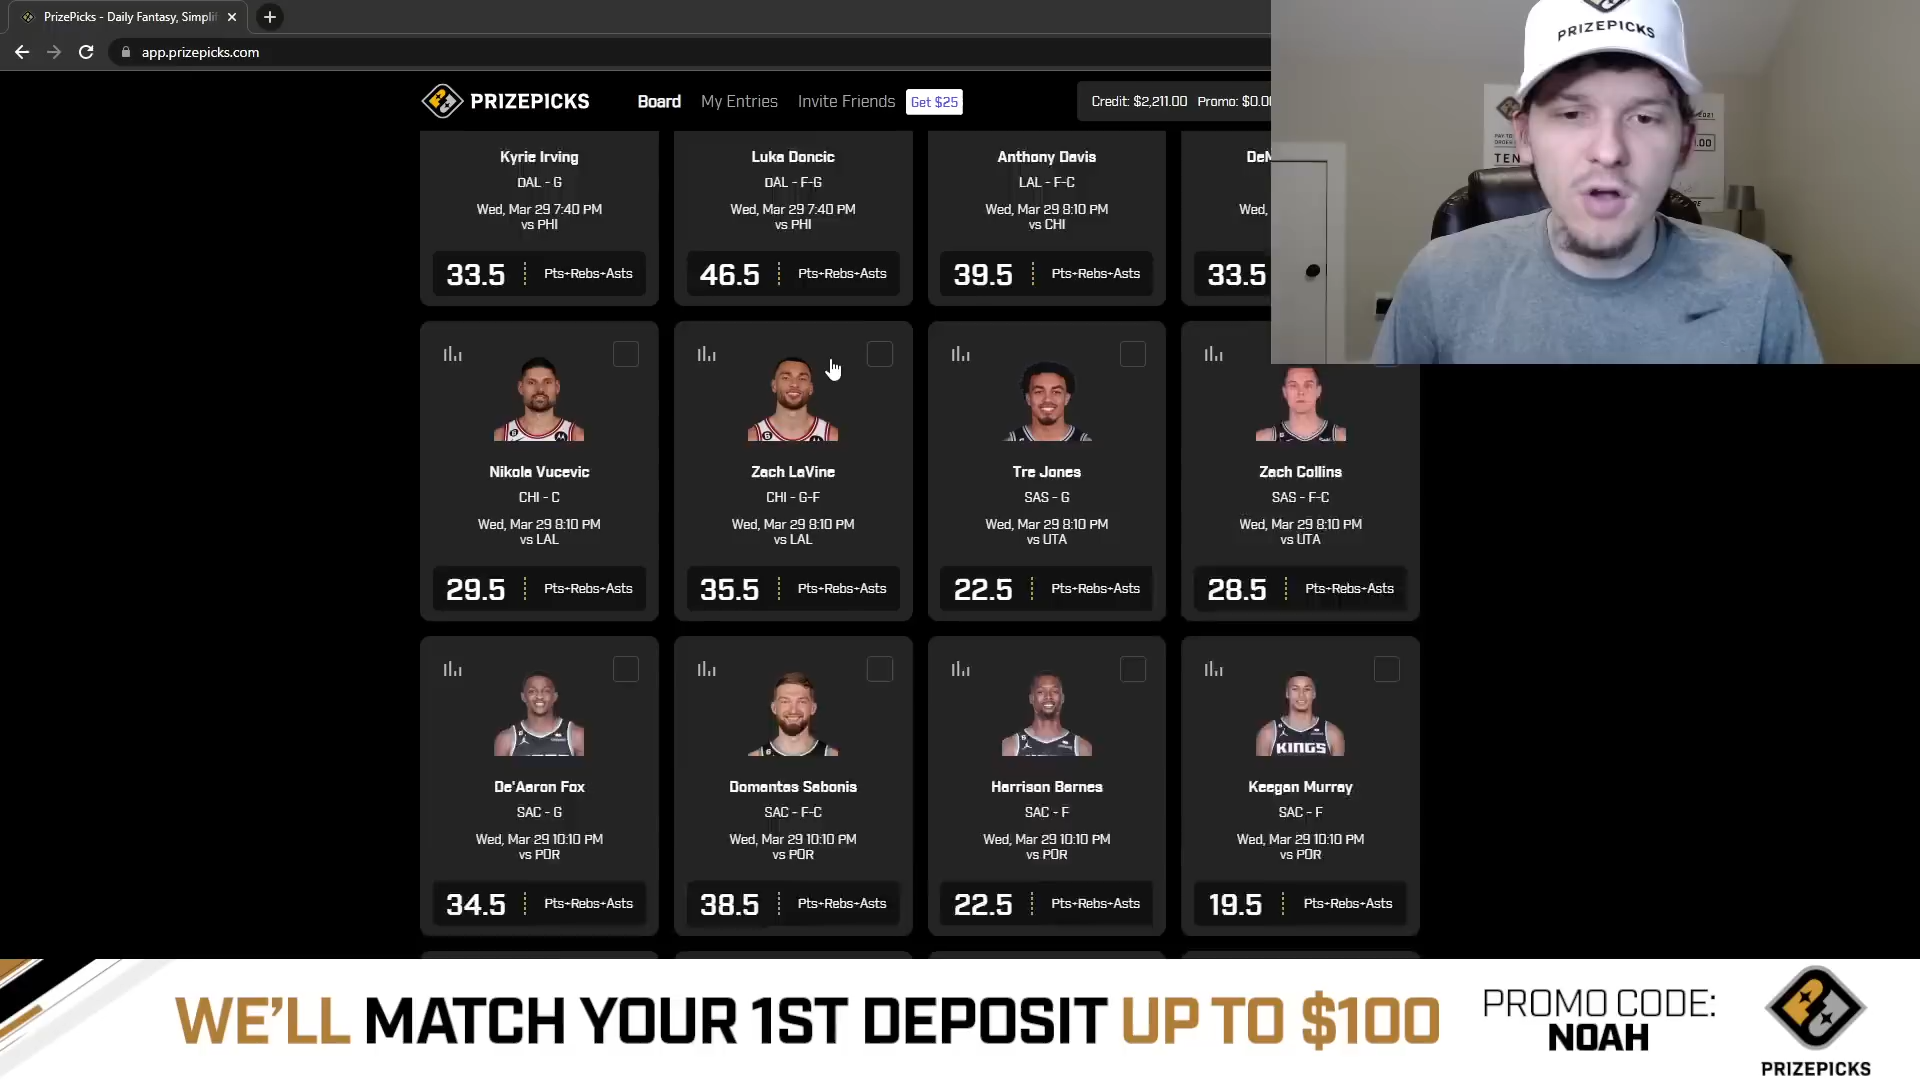 PrizePicks - Daily Fantasy, Simpli
app.prizepicks.com
PRIZEPICKS
Board
My Entries
Invite Friends
Get $25
Credit: $2,211.00 Promo: $0.0
PRIZEPICKS
Kyrie Irving
DAL - G
Wed, Mar 29 7:40 PM
vs PHI
33.5
Pts+Rebs+Asts
Luka Doncic
DAL - F-G
Wed, Mar 29 7:40 PM
vs PHI
46.5
Pts+Rebs+Asts
Anthony Davis
LAL - F-C
Wed, Mar 29 8:10 PM
vs CHI
39.5
Pts+Rebs+Asts
Wed,
33.5
2021
TEN
Nikola Vucevic
CHI - C
Wed, Mar 29 8:10 PM
vs LAL
29.5
Pts+Rebs+Asts
Zach LaVine
CHI - G-F
Wed, Mar 29 8:10 PM
vs LAL
35.5
Pts+Rebs+Asts
Tre Jones
SAS - G
Wed, Mar 29 8:10 PM
vs UTA
22.5
Pts+Rebs+Asts
Zach Collins
SAS - F-C
Wed, Mar 29 8:10 PM
vs UTA
28.5
Pts+Rebs+Asts
De'Aaron Fox
SAC - G
Wed, Mar 29 10:10 PM
vs POR
34.5
Pts+Rebs+Asts
Domantas Sabonis
SAC - F-C
Wed, Mar 29 10:10 PM
vs POR
38.5
Pts+Rebs+Asts
Harrison Barnes
SAC - F
Wed, Mar 29 10:10 PM
vs POR
22.5
Pts+Rebs+Asts
KINGS
Keegan Murray
SAC - F
Wed, Mar 29 10:10 PM
vs POR
19.5
Pts+Rebs+Asts
WE'LL MATCH YOUR 1ST DEPOSIT UP TO $100
PROMO CODE:
NOAH
PRIZEPICKS